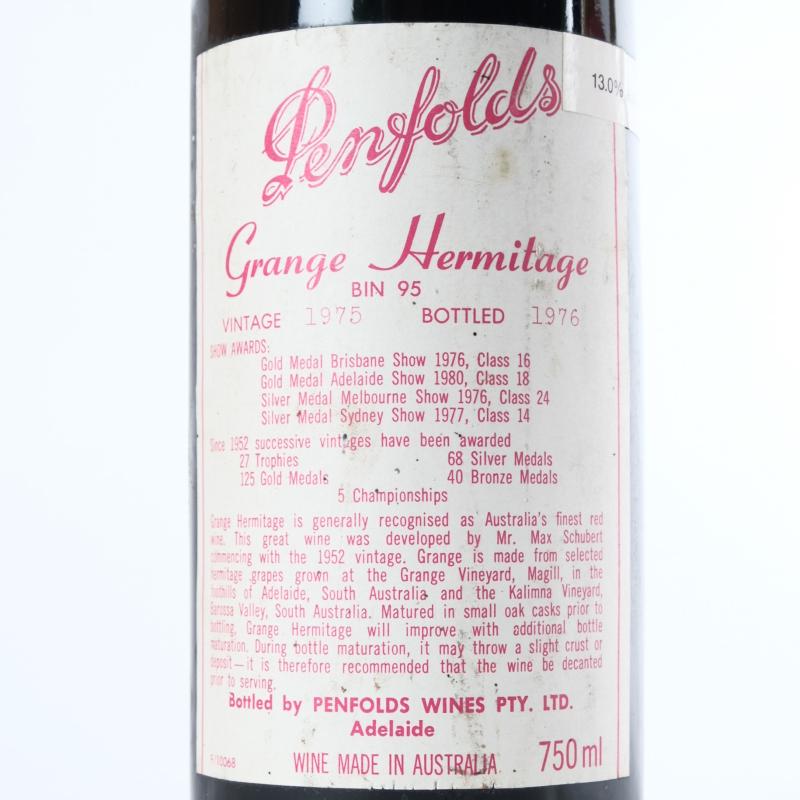 Penfolds
13.0%
Grange Hermitage
BIN 95
VINTAGE 1975 BOTTLED 1976
SHOW AWARDS:
Gold Medal Brisbane Show 1976, Class 16
Gold Medal Adelaide Show 1980, Class 18
Silver Medal Melbourne Show 1976, Class 24
Silver Medal Sydney Show 1977, Class 14
Since 1952 successive vintages have been awarded
27 Trophies 68 Silver Medals
125 Gold Medals 40 Bronze Medals
5 Championships
Grange Hermitage is generally recognised as Australia's finest red
wine. This great wine was developed by Mr. Max Schubert
commencing with the 1952 vintage. Grange is made from selected
hermitage grapes grown at the Grange Vineyard, Magill, in the
foothills of Adelaide, South Australia and the Kalimna Vineyard,
Barossa Valley, South Australia. Matured in small oak casks prior to
bottling, Grange Hermitage will improve with additional bottle
maturation. During bottle maturation, it may throw a slight crust or
deposit—it is therefore recommended that the wine be decanted
prior to serving.
Bottled by PENFOLDS WINES PTY. LTD.
Adelaide
WINE MADE IN AUSTRALIA 750 ml